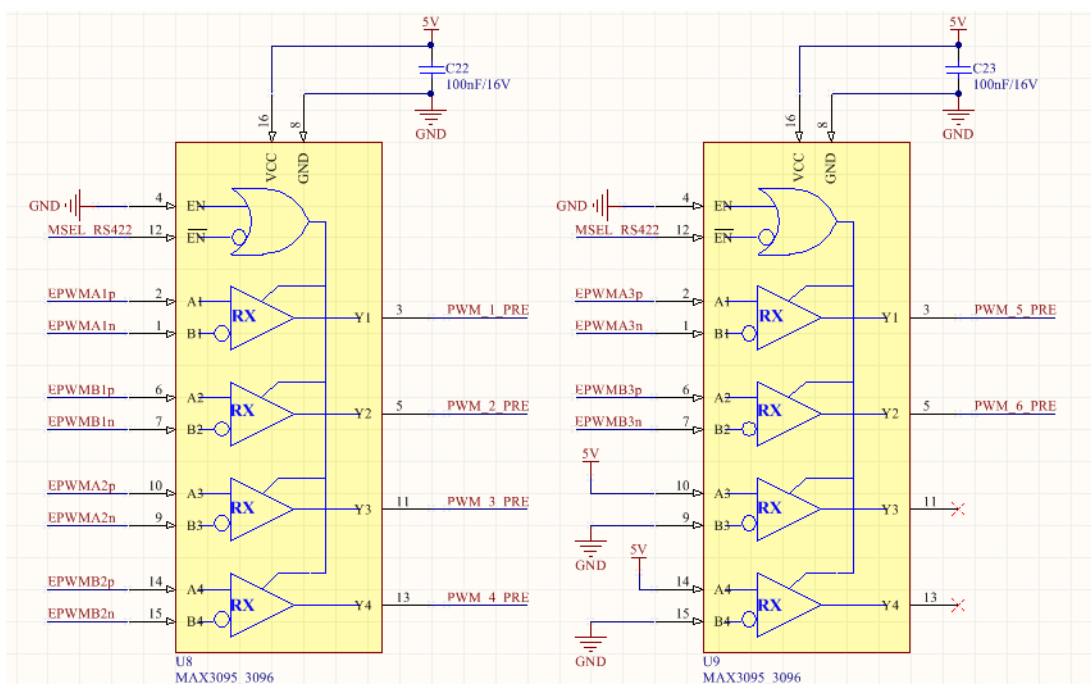 5V
C22
100nF/16V
GND
16
8
VCC
GND
GND
4
EN
MSEL_RS422
12
EN
EPWMA1p
2
A1
RX
Y1
3
PWM_1_PRE
EPWMA1n
1
B1
EPWMB1p
6
A2
RX
Y2
5
PWM_2_PRE
EPWMB1n
7
B2
EPWMA2p
10
A3
RX
Y3
11
PWM_3_PRE
EPWMA2n
9
B3
EPWMB2p
14
A4
RX
Y4
13
PWM_4_PRE
EPWMB2n
15
B4
U8
MAX3095_3096
5V
C23
100nF/16V
GND
16
8
VCC
GND
GND
4
EN
MSEL_RS422
12
EN
EPWMA3p
2
A1
RX
Y1
3
PWM_5_PRE
EPWMA3n
1
B1
EPWMB3p
6
A2
RX
Y2
5
PWM_6_PRE
EPWMB3n
7
B2
5V
10
A3
RX
Y3
11
9
B3
GND
5V
14
A4
RX
Y4
13
15
B4
GND
U9
MAX3095_3096